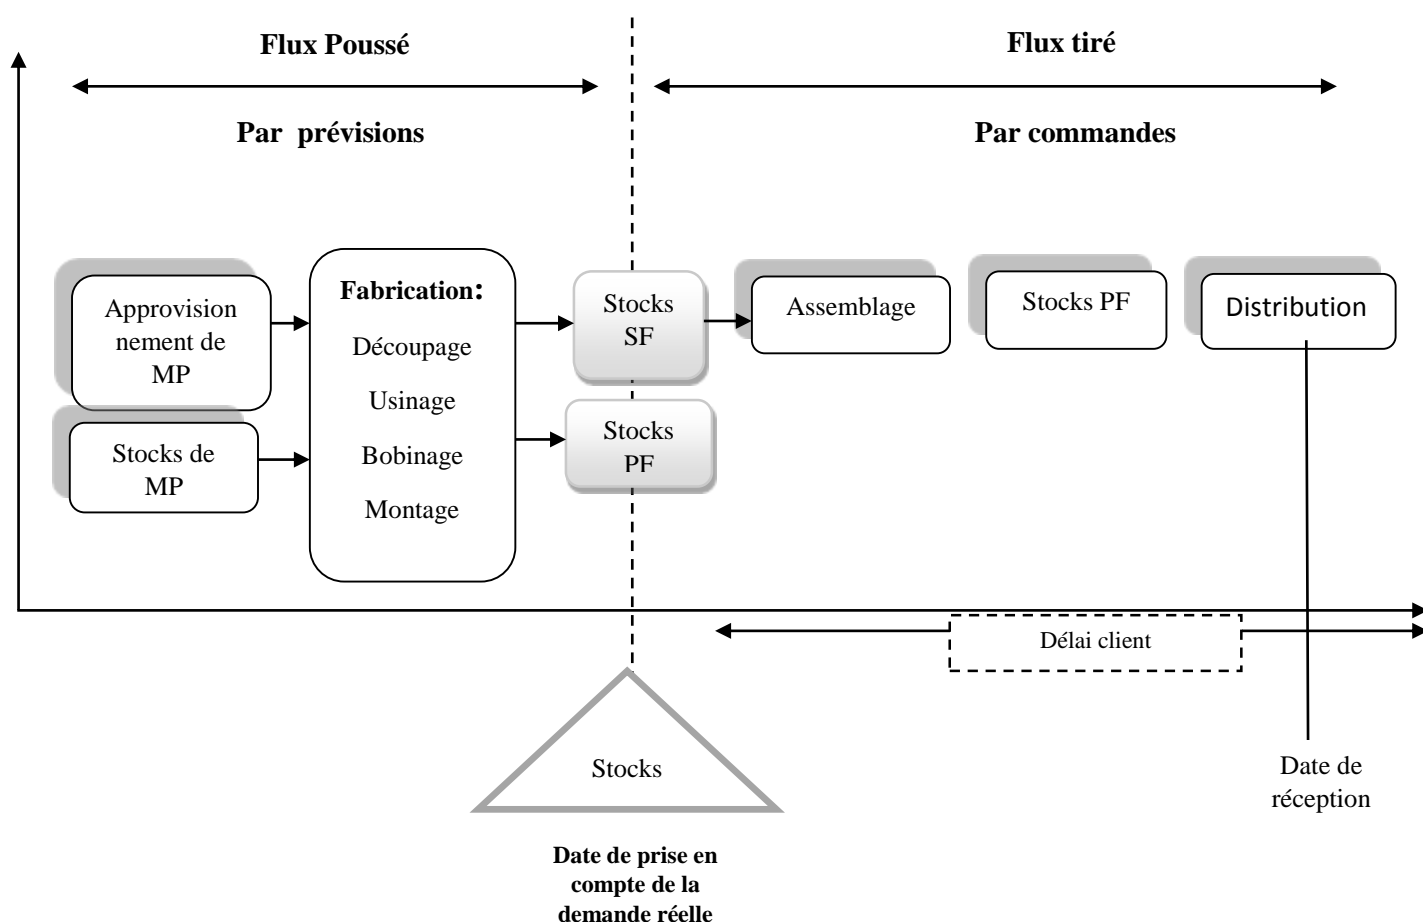 Flux Poussé
Flux tiré
Par prévisions
Par commandes
Approvision
nement de
MP
Stocks de
MP
Fabrication:
Découpage
Usinage
Bobinage
Montage
Stocks
SF
Stocks
PF
Assemblage
Stocks PF
Distribution
Délai client
Stocks
Date de
réception
Date de prise en
compte de la
demande réelle